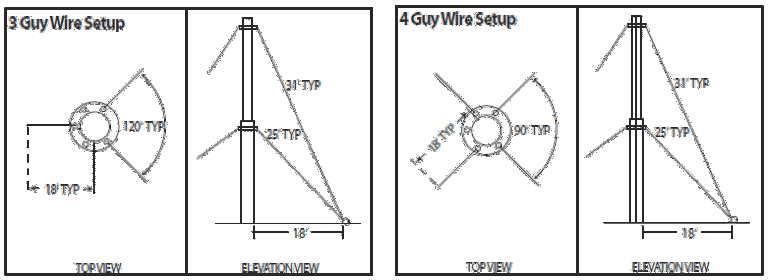 3 Guy Wire Setup
120° TYP
18' TYP
TOP VIEW
31' TYP
25' TYP
18'
ELEVATION VIEW
4 Guy Wire Setup
18' TYP
90° TYP
TOP VIEW
31' TYP
25' TYP
18'
ELEVATION VIEW